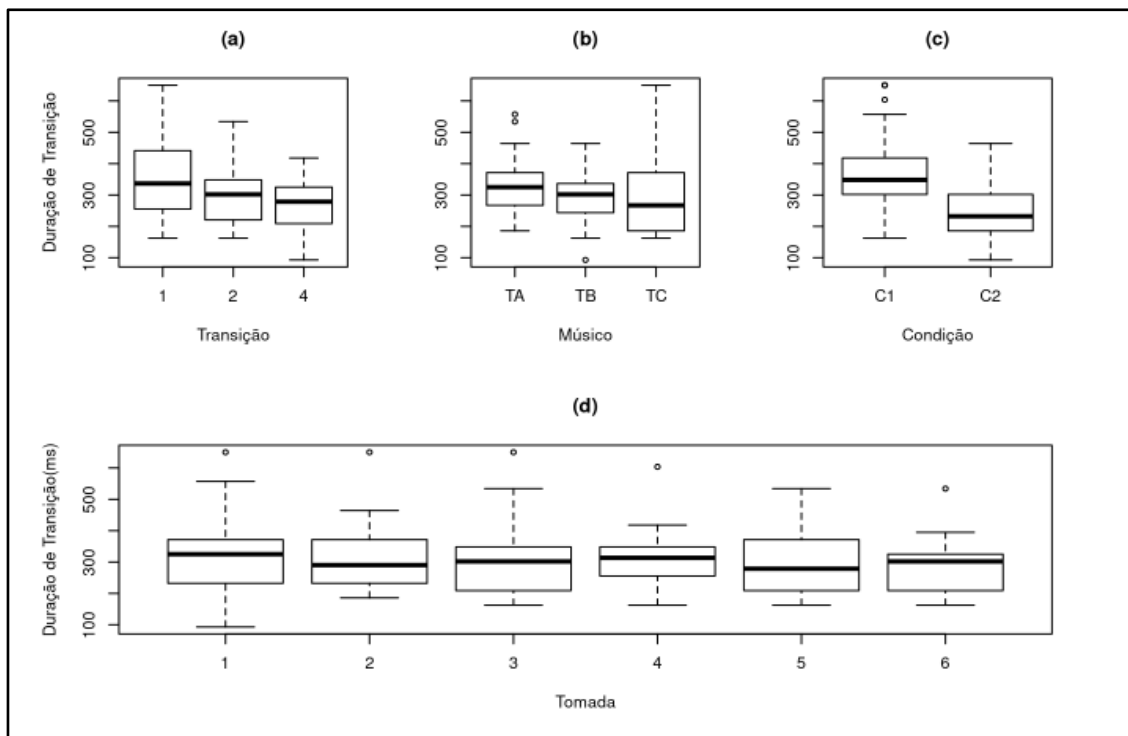 (a)
Duração de Transição
500
300
100
1 2 4
Transição
(b)
500
300
100
TA TB TC
Músico
(c)
500
300
100
C1 C2
Condição
(d)
Duração de Transição(ms)
500
300
100
1 2 3 4 5 6
Tomada